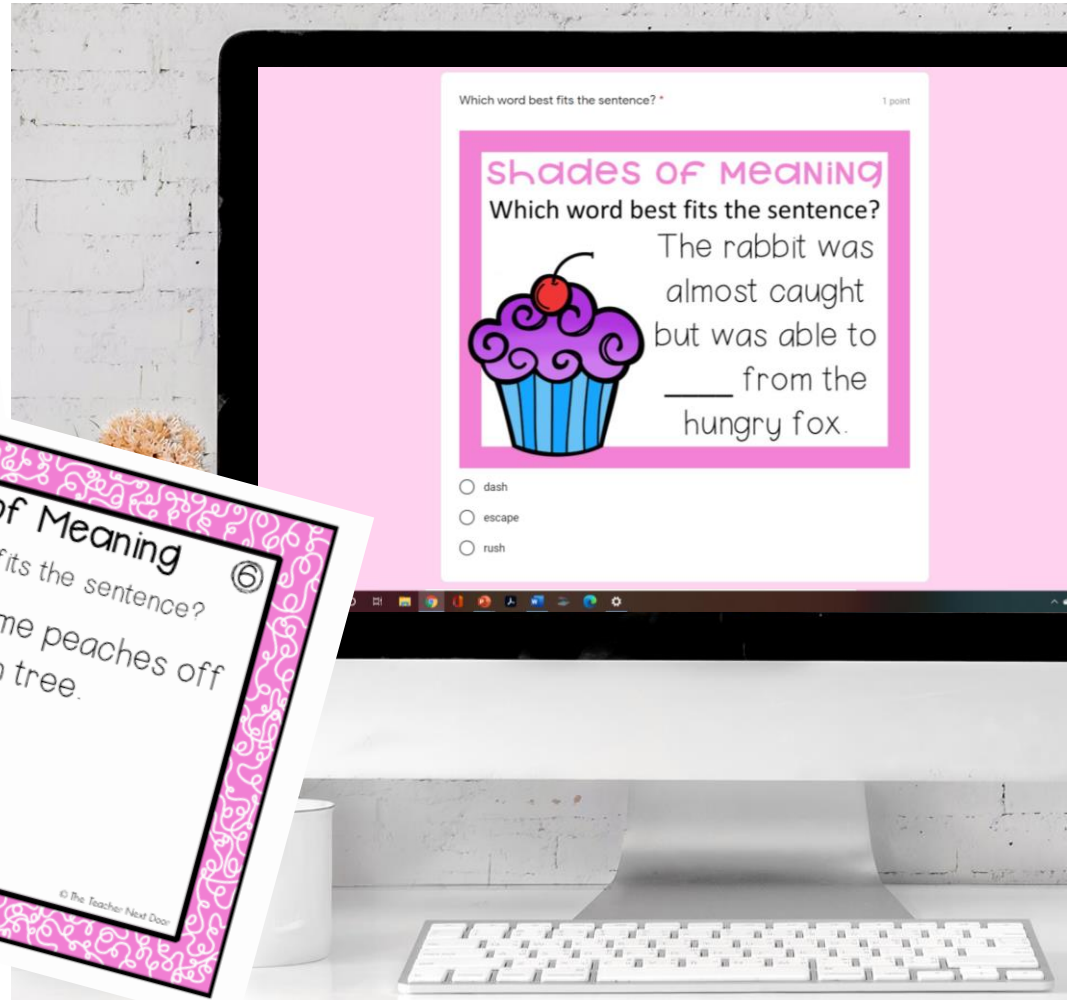 Which word best fits the sentence? *
1 point
Shades of Meaning
Which word best fits the sentence?
The rabbit was
almost caught
but was able to
____ from the
hungry fox.
dash
escape
rush
of Meaning
6
fits the sentence?
me peaches off
tree.
© The Teacher Next Door